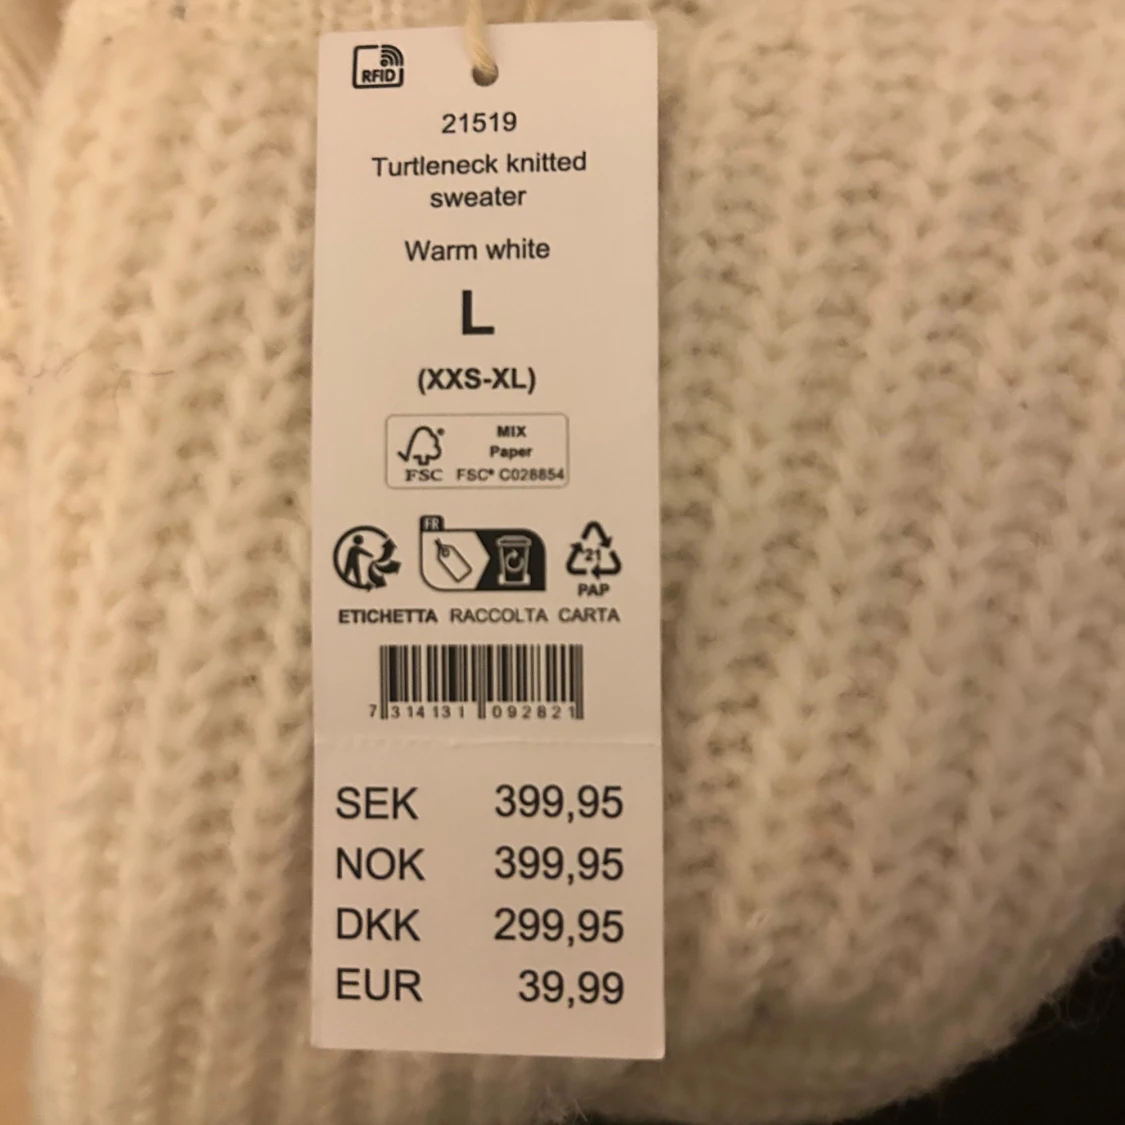 RFID
21519
Turtleneck knitted
sweater
Warm white
L
(XXS-XL)
MIX
Paper
FSC FSC® C028854
FR
21
PAP
ETICHETTA RACCOLTA CARTA
7 314131 092821
SEK 399,95
NOK 399,95
DKK 299,95
EUR 39,99